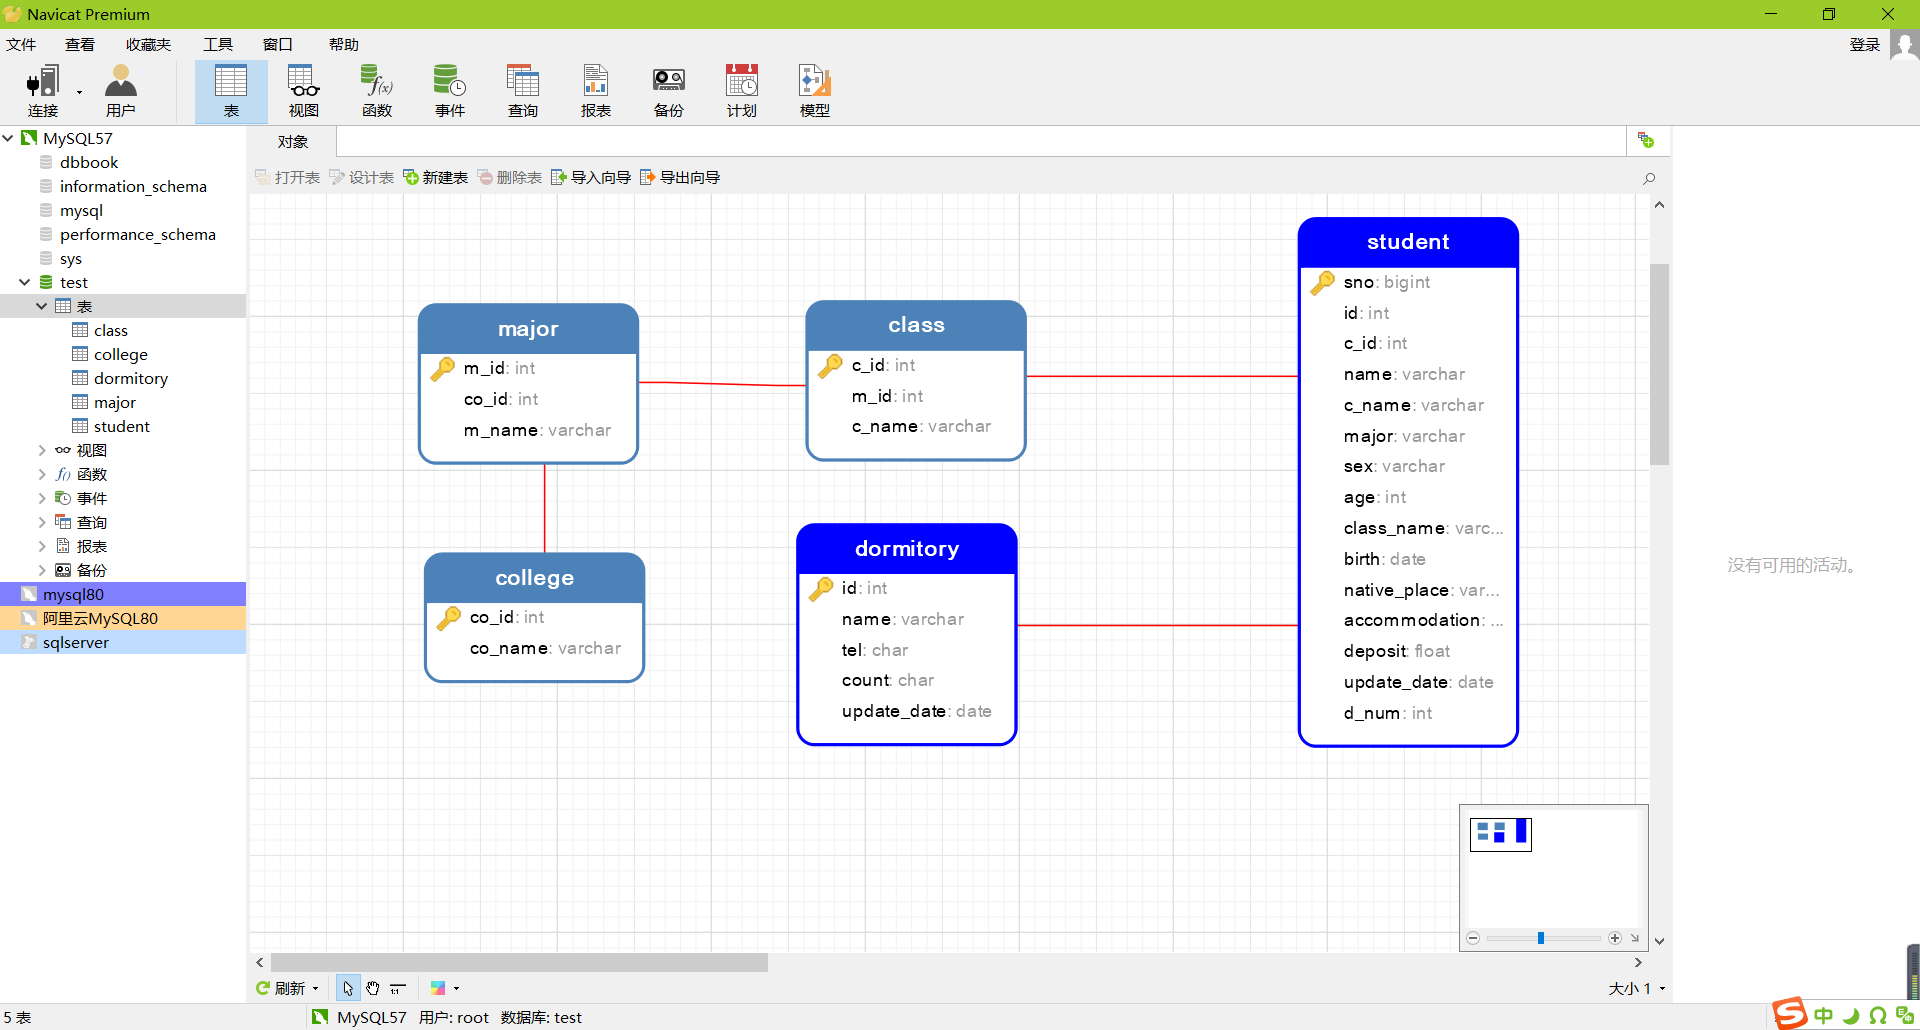 Navicat Premium
文件 查看 收藏夹 工具 窗口 帮助 登录
连接 用户 表 视图 函数 事件 查询 报表 备份 计划 模型
MySQL57
dbbook
information_schema
mysql
performance_schema
sys
test
表
class
college
dormitory
major
student
视图
函数
事件
查询
报表
备份
mysql80
阿里云MySQL80
sqlserver
对象
打开表 设计表 新建表 删除表 导入向导 导出向导
major
m_id: int
co_id: int
m_name: varchar
class
c_id: int
m_id: int
c_name: varchar
college
co_id: int
co_name: varchar
dormitory
id: int
name: varchar
tel: char
count: char
update_date: date
student
sno: bigint
id: int
c_id: int
name: varchar
c_name: varchar
major: varchar
sex: varchar
age: int
class_name: varc...
birth: date
native_place: var...
accommodation: ...
deposit: float
update_date: date
d_num: int
没有可用的活动。
刷新 1:1 大小 1
5 表 MySQL57 用户: root 数据库: test
S 中